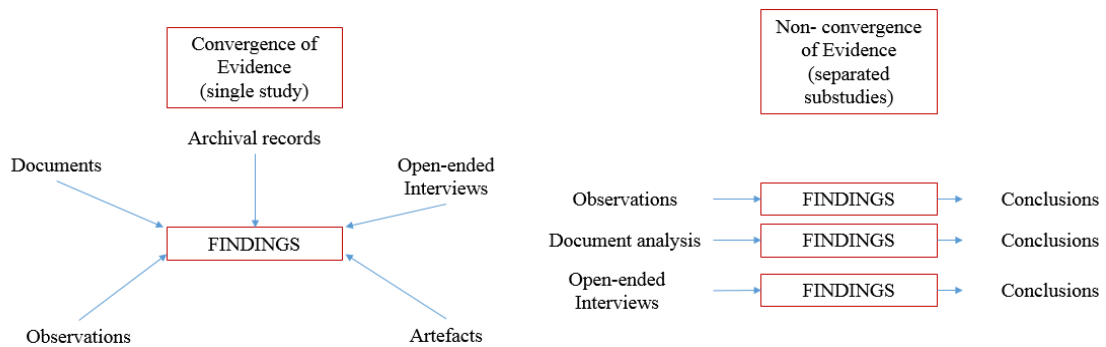 Convergence of
Evidence
(single study)
Archival records
Documents
Open-ended
Interviews
FINDINGS
Observations
Artefacts
Non- convergence
of Evidence
(separated
substudies)
Observations
FINDINGS
Conclusions
Document analysis
FINDINGS
Conclusions
Open-ended
Interviews
FINDINGS
Conclusions